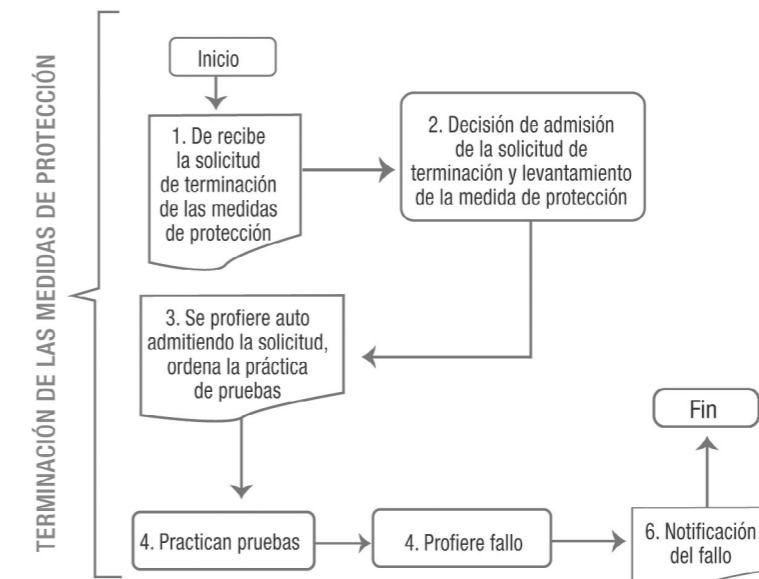 TERMINACIÓN DE LAS MEDIDAS DE PROTECCIÓN
Inicio
1. De recibe
la solicitud
de terminación
de las medidas
de protección
2. Decisión de admisión
de la solicitud de
terminación y levantamiento
de la medida de protección
3. Se profiere auto
admitiendo la solicitud,
ordena la práctica
de pruebas
4. Practican pruebas
4. Profiere fallo
6. Notificación
del fallo
Fin